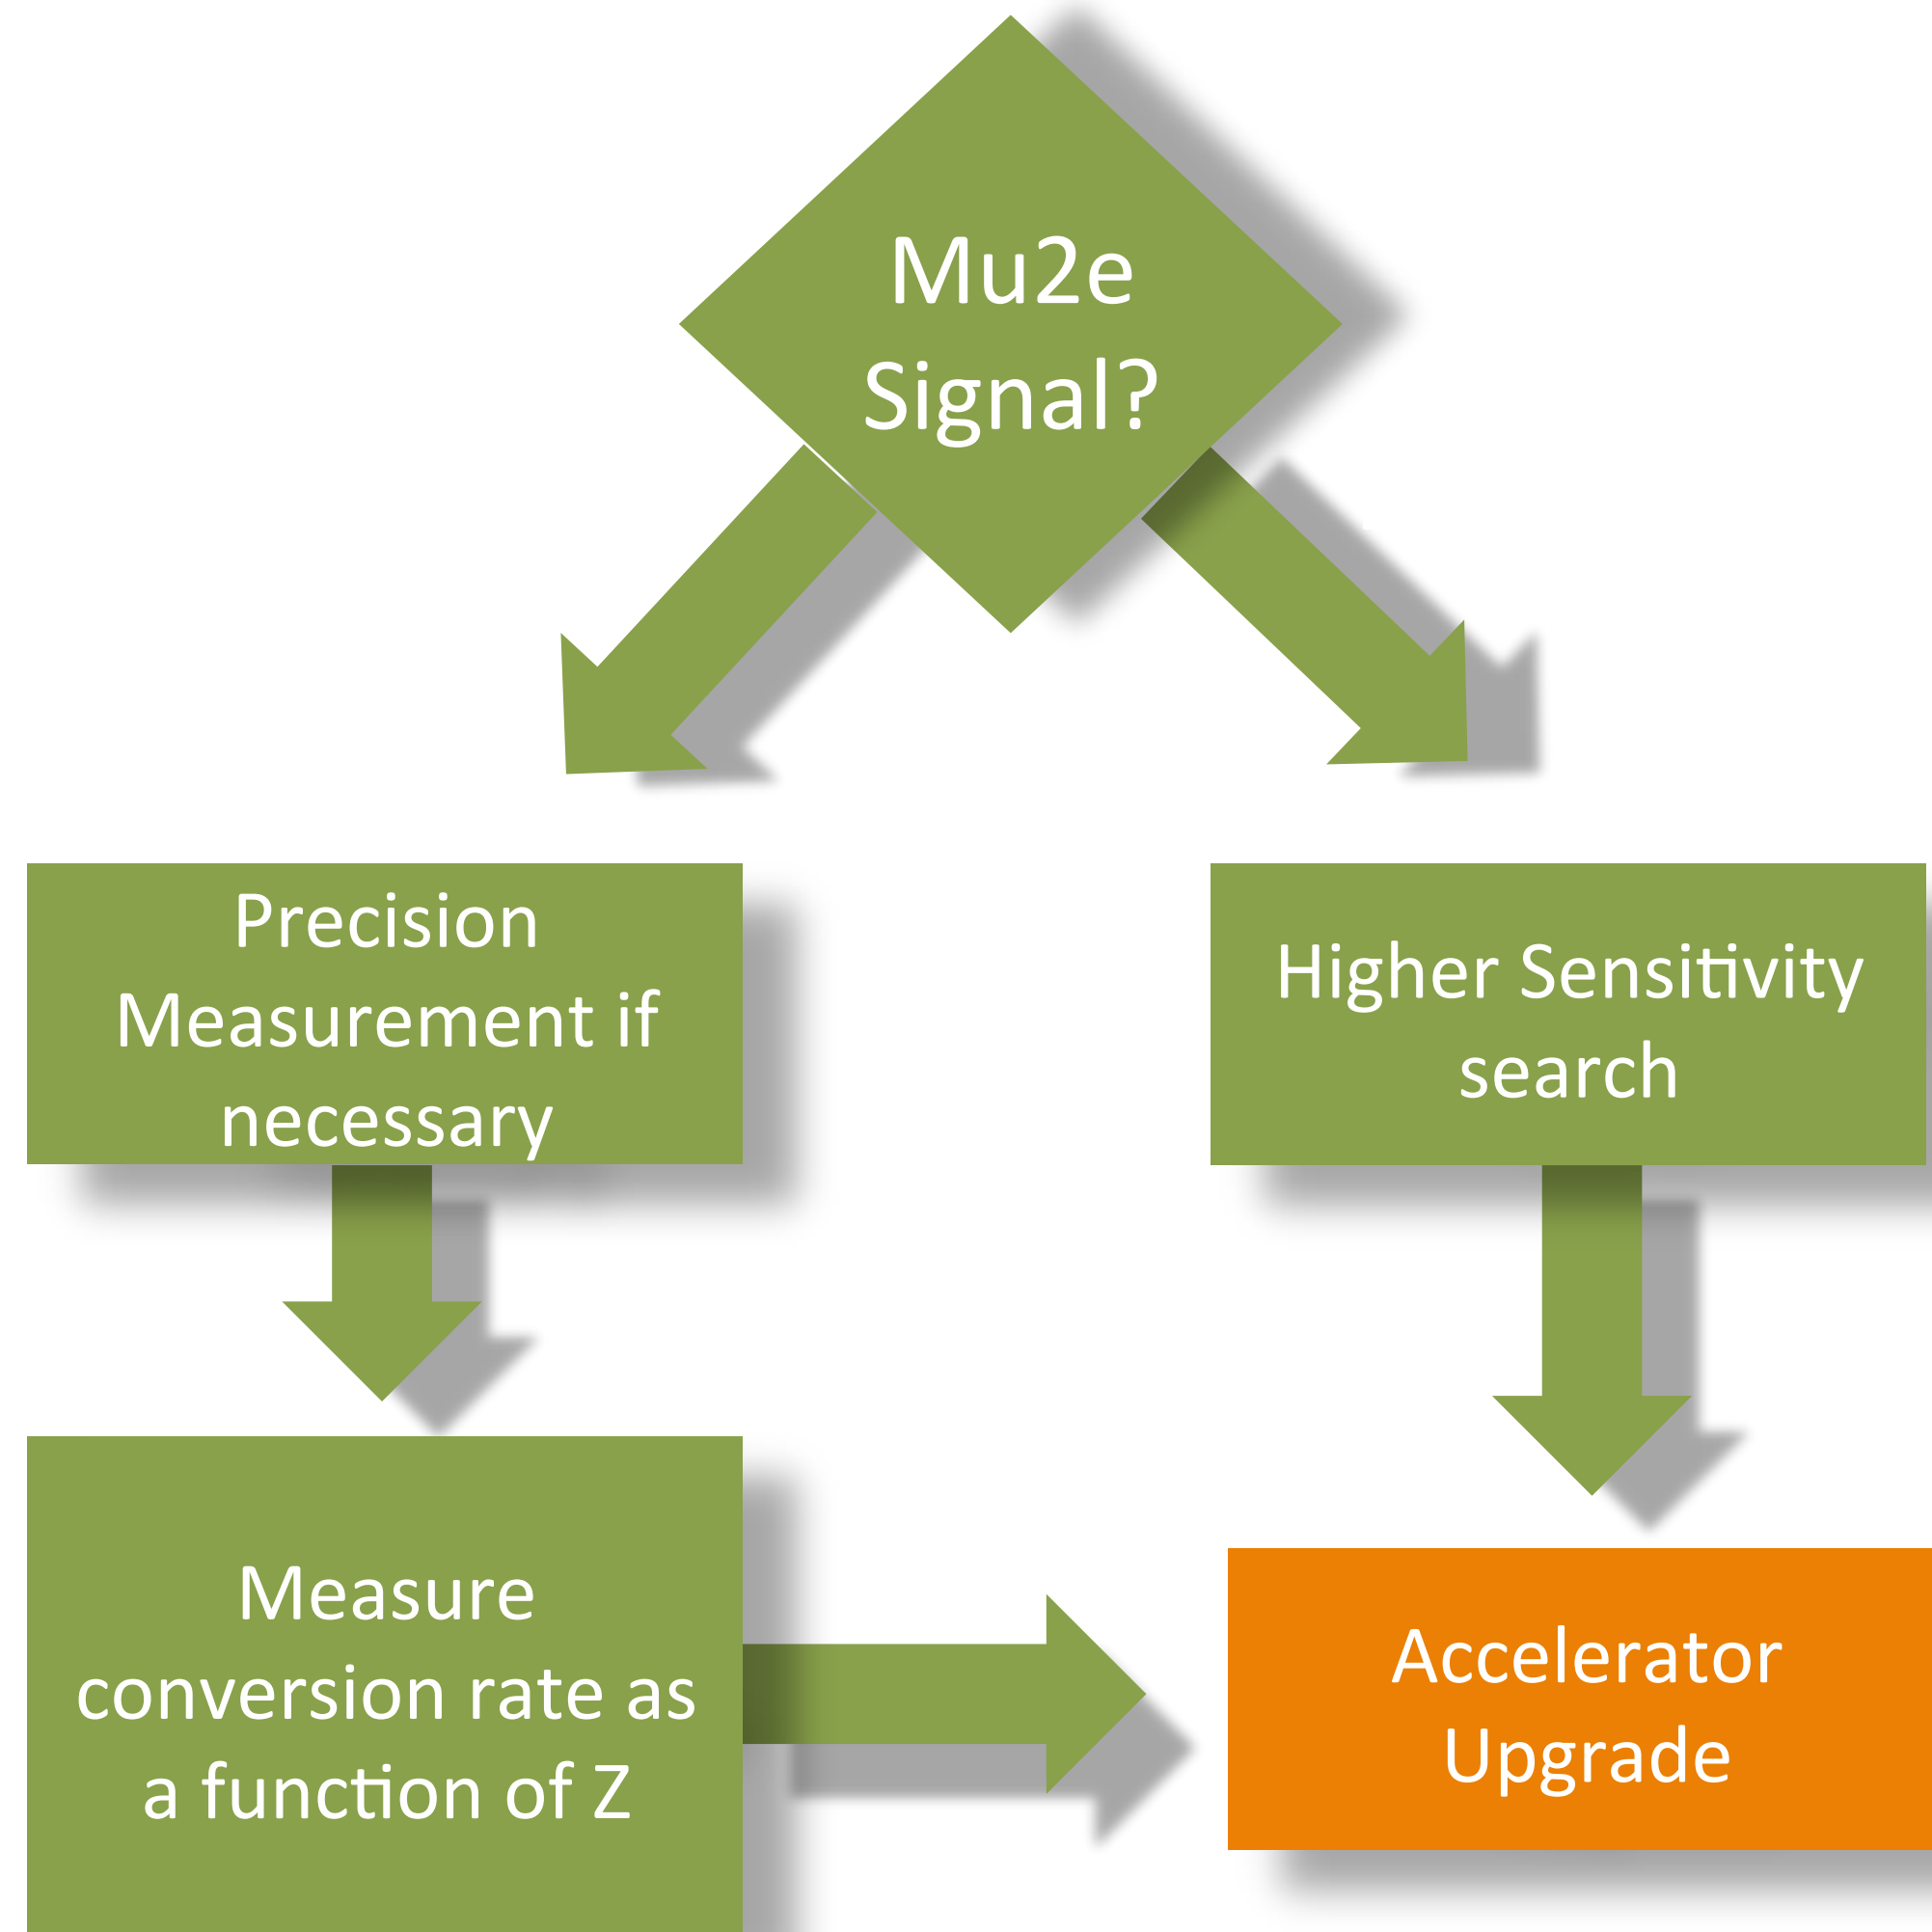 Mu2e
Signal?
Precision
Measurement if
necessary
Higher Sensitivity
search
Measure
conversion rate as
a function of Z
Accelerator
Upgrade